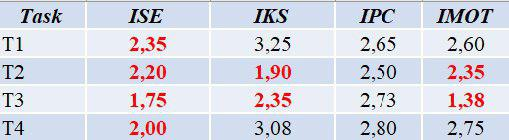 Task ISE IKS IPC IMOT
T1 2,35 3,25 2,65 2,60
T2 2,20 1,90 2,50 2,35
T3 1,75 2,35 2,73 1,38
T4 2,00 3,08 2,80 2,75